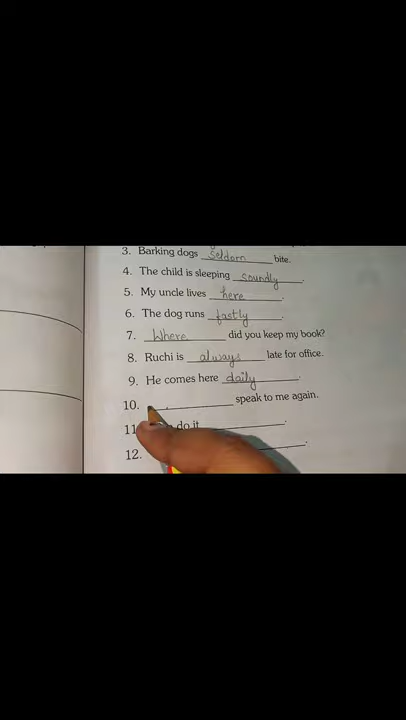 3. Barking dogs seldom bite.
4. The child is sleeping soundly.
5. My uncle lives here.
6. The dog runs fastly.
7. Where did you keep my book?
8. Ruchi is always late for office.
9. He comes here daily.
10. speak to me again.
11 do it
12.